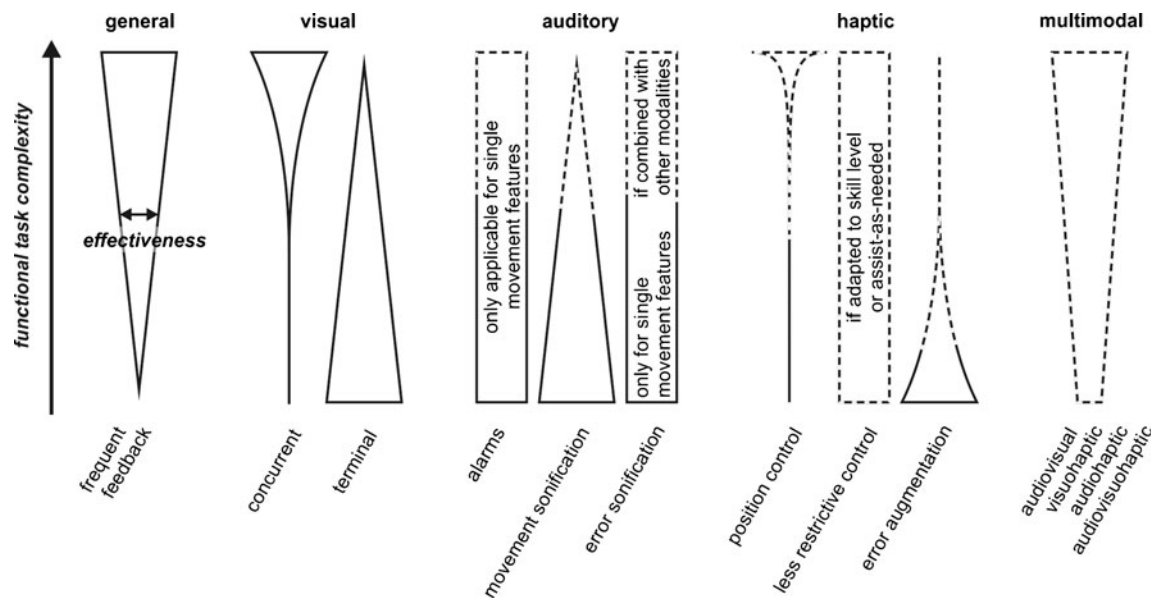 general
visual
auditory
haptic
multimodal
functional task complexity
effectiveness
only applicable for single
movement features
if combined with
other modalities
only for single
movement features
if adapted to skill level
or assist-as-needed
frequent
feedback
concurrent
terminal
alarms
movement sonification
error sonification
position control
less restrictive control
error augmentation
audiovisual
visuohaptic
audiohaptic
audiovisuohaptic